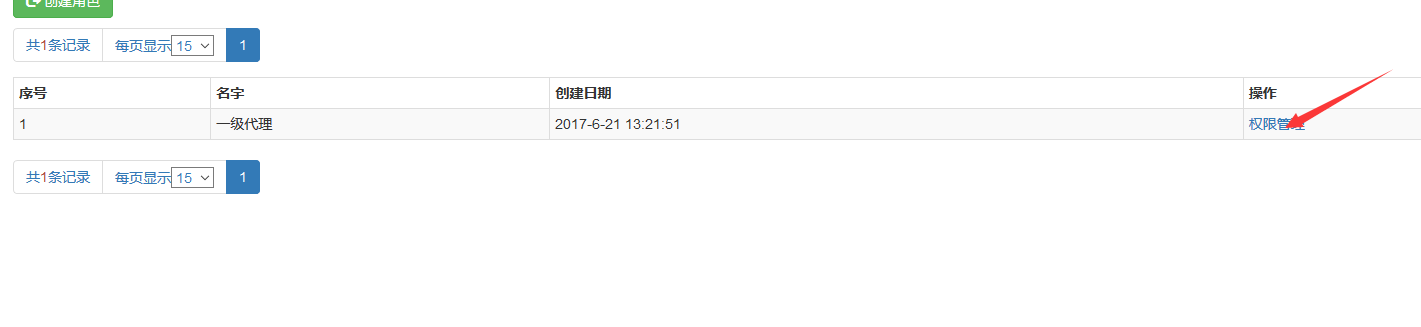 创建角色
共1条记录 每页显示 15 1
序号 名字 创建日期 操作
1 一级代理 2017-6-21 13:21:51 权限管理
共1条记录 每页显示 15 1